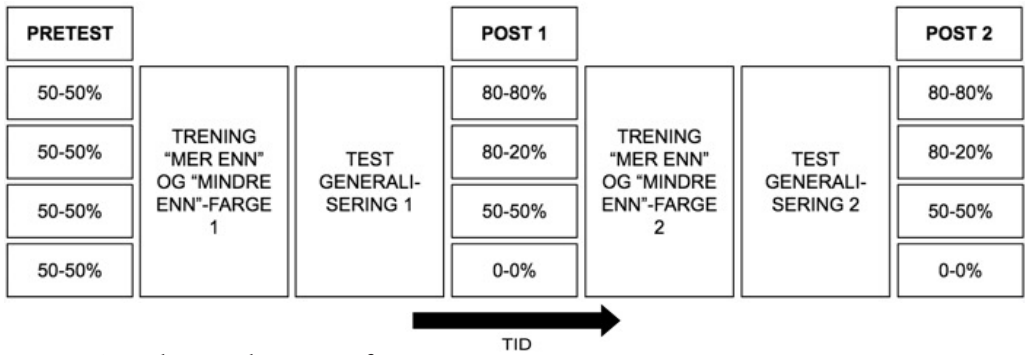 PRETEST
50-50%
50-50%
50-50%
50-50%
TRENING
“MER ENN”
OG “MINDRE
ENN”-FARGE
1
TEST
GENERALI-
SERING 1
POST 1
80-80%
80-20%
50-50%
0-0%
TRENING
“MER ENN”
OG “MINDRE
ENN”-FARGE
2
TEST
GENERALI-
SERING 2
POST 2
80-80%
80-20%
50-50%
0-0%
TID